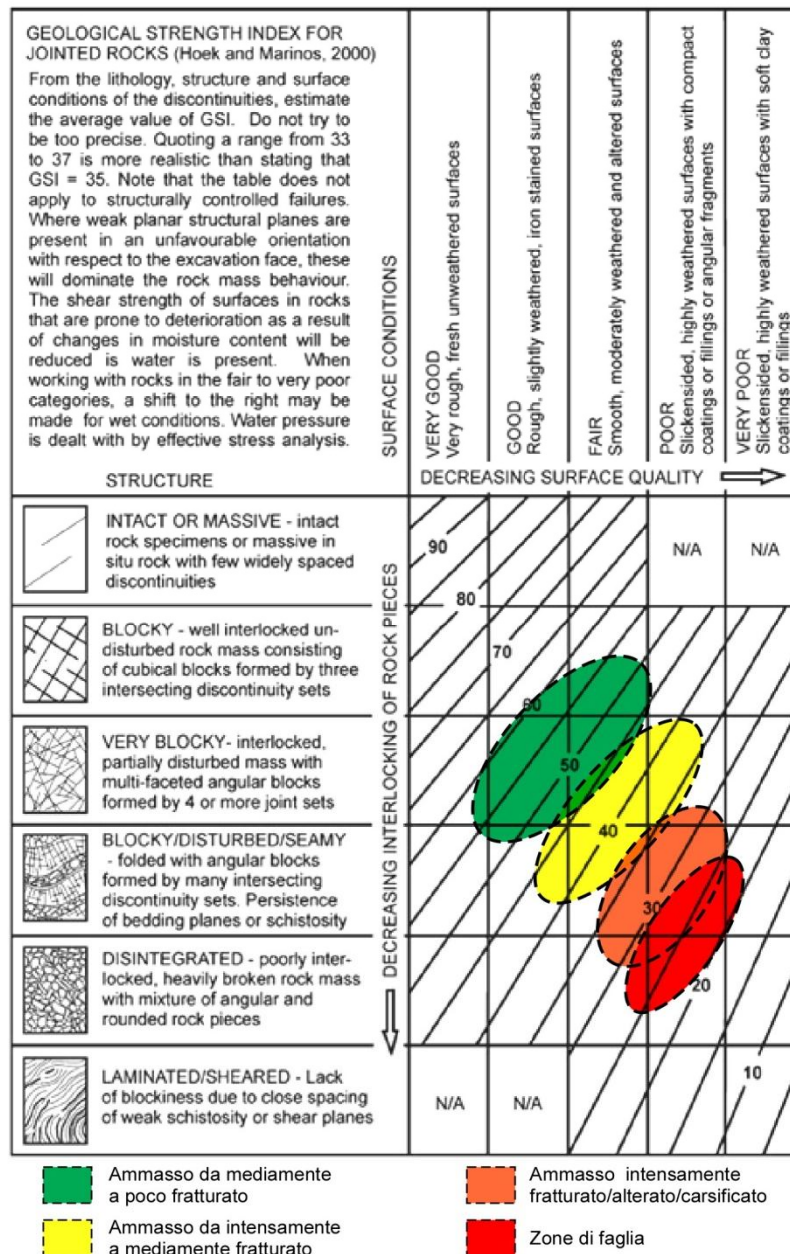 GEOLOGICAL STRENGTH INDEX FOR
JOINTED ROCKS (Hoek and Marinos, 2000)
From the lithology, structure and surface
conditions of the discontinuities, estimate
the average value of GSI. Do not try to
be too precise. Quoting a range from 33
to 37 is more realistic than stating that
GSI = 35. Note that the table does not
apply to structurally controlled failures.
Where weak planar structural planes are
present in an unfavourable orientation
with respect to the excavation face, these
will dominate the rock mass behaviour.
The shear strength of surfaces in rocks
that are prone to deterioration as a result
of changes in moisture content will be
reduced is water is present. When
working with rocks in the fair to very poor
categories, a shift to the right may be
made for wet conditions. Water pressure
is dealt with by effective stress analysis.
STRUCTURE
SURFACE CONDITIONS
VERY GOOD
Very rough, fresh unweathered surfaces
GOOD
Rough, slightly weathered, iron stained surfaces
FAIR
Smooth, moderately weathered and altered surfaces
POOR
Slickensided, highly weathered surfaces with compact
coatings or fillings or angular fragments
VERY POOR
Slickensided, highly weathered surfaces with soft clay
coatings or fillings
DECREASING SURFACE QUALITY
INTACT OR MASSIVE - intact
rock specimens or massive in
situ rock with few widely spaced
discontinuities
BLOCKY - well interlocked un-
disturbed rock mass consisting
of cubical blocks formed by three
intersecting discontinuity sets
VERY BLOCKY- interlocked,
partially disturbed mass with
multi-faceted angular blocks
formed by 4 or more joint sets
BLOCKY/DISTURBED/SEAMY
- folded with angular blocks
formed by many intersecting
discontinuity sets. Persistence
of bedding planes or schistosity
DISINTEGRATED - poorly inter-
locked, heavily broken rock mass
with mixture of angular and
rounded rock pieces
LAMINATED/SHEARED - Lack
of blockiness due to close spacing
of weak schistosity or shear planes
DECREASING INTERLOCKING OF ROCK PIECES
90
N/A
N/A
80
70
60
50
40
30
20
10
N/A
N/A
Ammasso da mediamente
a poco fratturato
Ammasso intensamente
fratturato/alterato/carsificato
Ammasso da intensamente
a mediamente fratturato
Zone di faglia